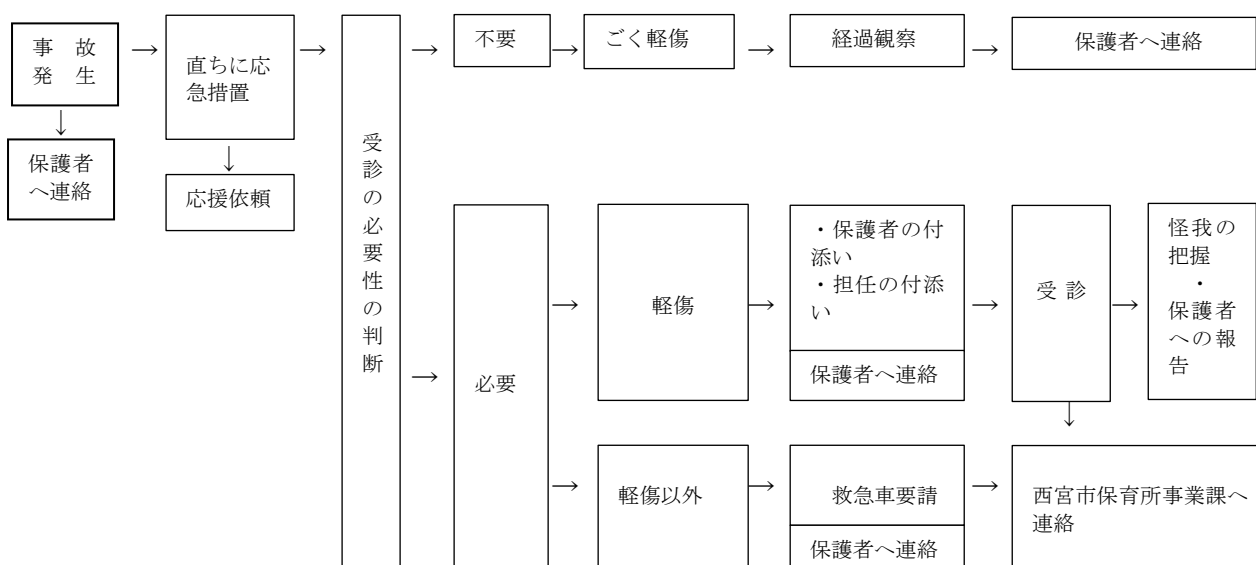 事 故
発 生
→
直ちに応
急措置
→
→
不要
→
ごく軽傷
→
経過観察
→
保護者へ連絡
↓
保護者
へ連絡
↓
応援依頼
受
診
の
必
要
性
の
判
断
→
必要
→
軽傷
→
・保護者の付
添い
・担任の付添
い
保護者へ連絡
→
受 診
→
怪我の
把握
・
保護者
への報
告
↓
→
軽傷以外
→
救急車要請
保護者へ連絡
→
西宮市保育所事業課へ
連絡